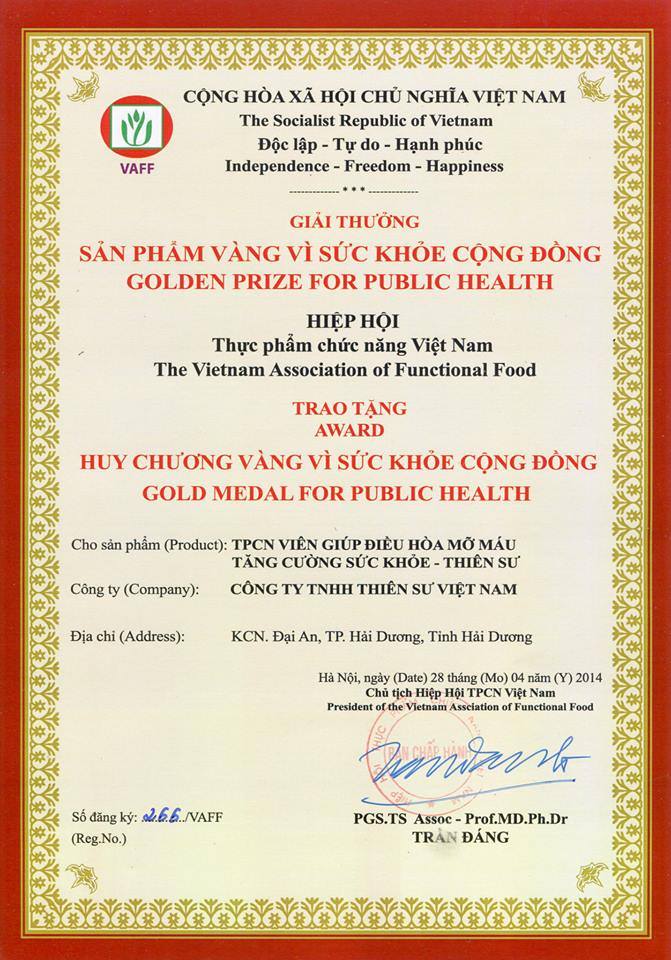 VAFF
CỘNG HÒA XÃ HỘI CHỦ NGHĨA VIỆT NAM
The Socialist Republic of Vietnam
Độc lập - Tự do - Hạnh phúc
Independence - Freedom - Happiness
------------- * * * -------------
GIẢI THƯỞNG
SẢN PHẨM VÀNG VÌ SỨC KHỎE CỘNG ĐỒNG
GOLDEN PRIZE FOR PUBLIC HEALTH
HIỆP HỘI
Thực phẩm chức năng Việt Nam
The Vietnam Association of Functional Food
TRAO TẶNG
AWARD
HUY CHƯƠNG VÀNG VÌ SỨC KHỎE CỘNG ĐỒNG
GOLD MEDAL FOR PUBLIC HEALTH
Cho sản phẩm (Product): TPCN VIÊN GIÚP ĐIỀU HÒA MỠ MÁU
TĂNG CƯỜNG SỨC KHỎE - THIÊN SƯ
Công ty (Company): CÔNG TY TNHH THIÊN SƯ VIỆT NAM
Địa chỉ (Address): KCN. Đại An, TP. Hải Dương, Tỉnh Hải Dương
Hà Nội, ngày (Date) 28 tháng (Mo) 04 năm (Y) 2014
Chủ tịch Hiệp Hội TPCN Việt Nam
President of the Vietnam Assciation of Functional Food
BAN CHẤP HÀNH
Số đăng ký: 266/VAFF
(Reg.No.)
PGS.TS Assoc - Prof.MD.Ph.Dr
TRẦN ĐÁNG